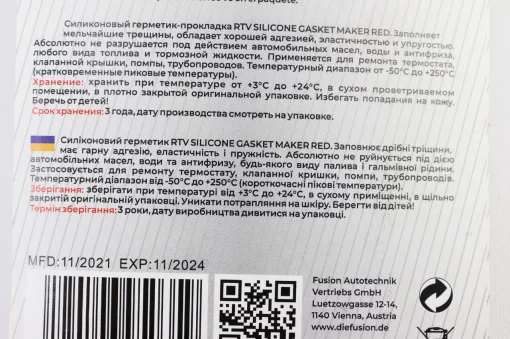 Силиконовый герметик-прокладка RTV SILICONE GASKET MAKER RED. Заполняет
мельчайшие трещины, обладает хорошей адгезией, эластичностью и упругостью.
Абсолютно не разрушается под действием автомобильных масел, воды и антифриза,
любого вида топлива и тормозной жидкости. Применяется для ремонта термостата,
клапанной крышки, помпы, трубопроводов. Температурный диапазон от -50°С до +250°С
(кратковременные пиковые температуры).
Хранение: хранить при температуре от +3°С до +24°С, в сухом проветриваемом
помещении, в плотно закрытой оригинальной упаковке. Избегать попадания на кожу.
Беречь от детей!
Срок хранения: 3 года, дату производства смотреть на упаковке.
Силіконовий герметик RTV SILICONE GASKET MAKER RED. Заповнює дрібні тріщини,
має гарну адгезію, еластичність і пружність. Абсолютно не руйнується під дією
автомобільних масел, води та антифризу, будь-якого виду палива і гальмівної рідини.
Застосовується для ремонту термостату, клапанної кришки, помпи, трубопроводів.
Температурний діапазон від -50°С до +250°С (короткочасні пікові температури).
Зберігання: зберігати при температурі від +3°С до +24°С, в сухому приміщенні, в щільно
закритій оригінальній упаковці. Уникати потрапляння на шкіру. Берегти від дітей!
Термін зберігання: 3 роки, дату виробництва дивитися на упаковці.
MFD:11/2021 EXP:11/2024
Fusion Autotechnik
Vertriebs GmbH
Luetzowgasse 12-14,
1140 Vienna, Austria
www.diefusion.de